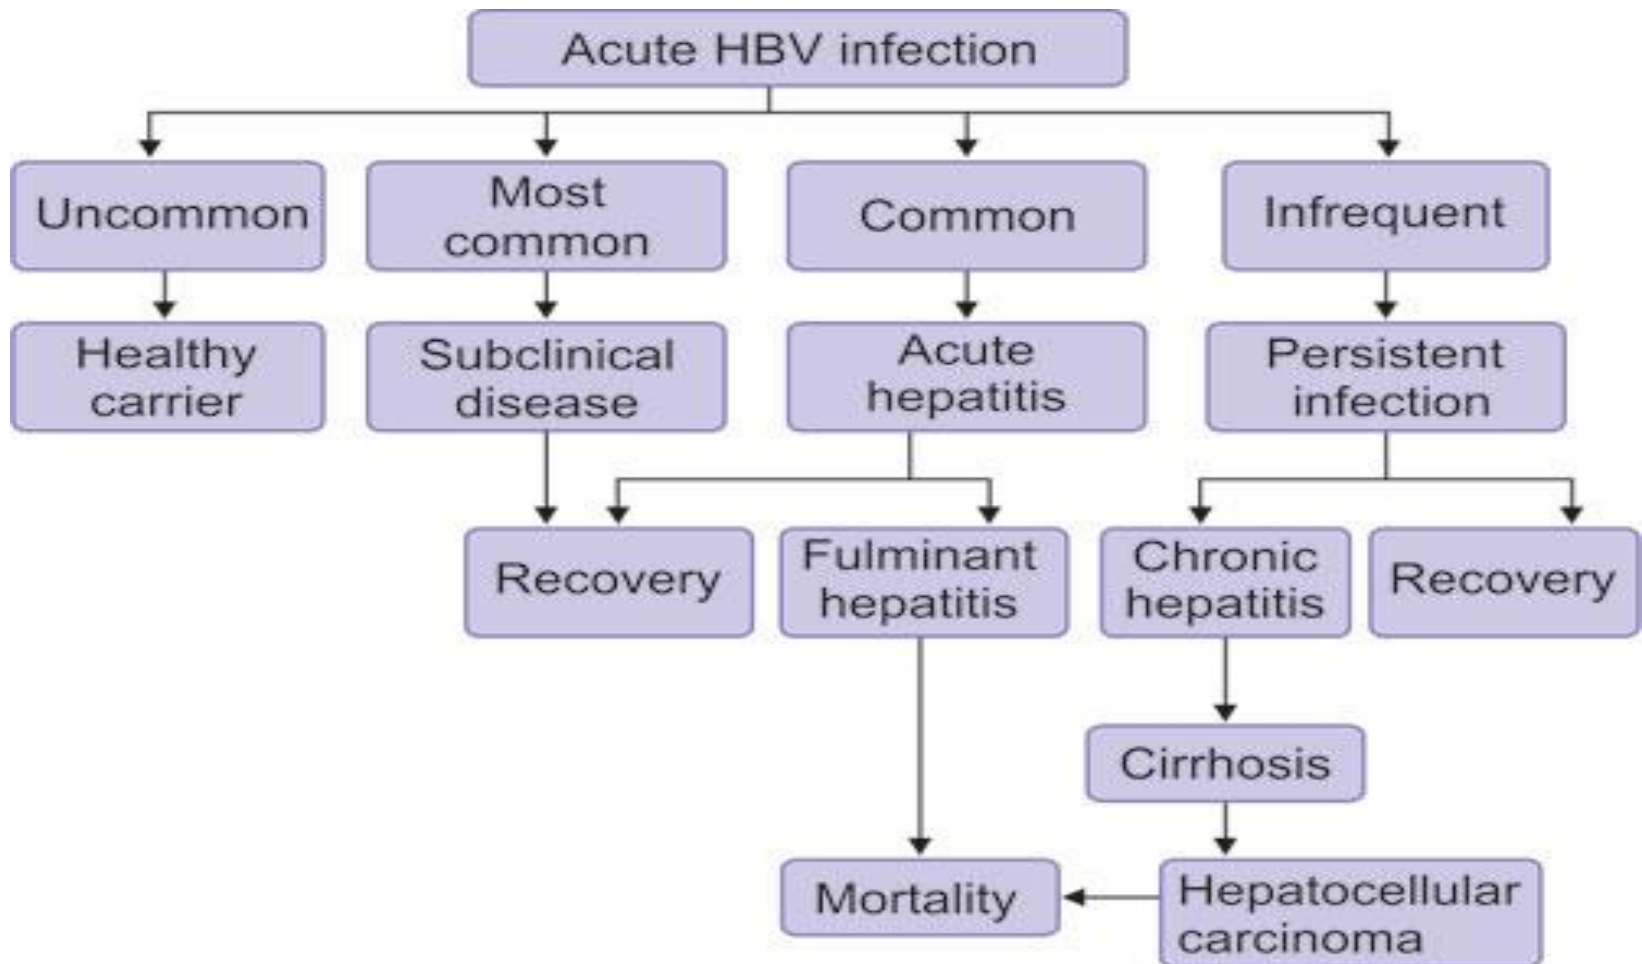 Acute HBV infection
Uncommon
Most
common
Common
Infrequent
Healthy
carrier
Subclinical
disease
Acute
hepatitis
Persistent
infection
Recovery
Fulminant
hepatitis
Chronic
hepatitis
Recovery
Cirrhosis
Mortality
Hepatocellular
carcinoma